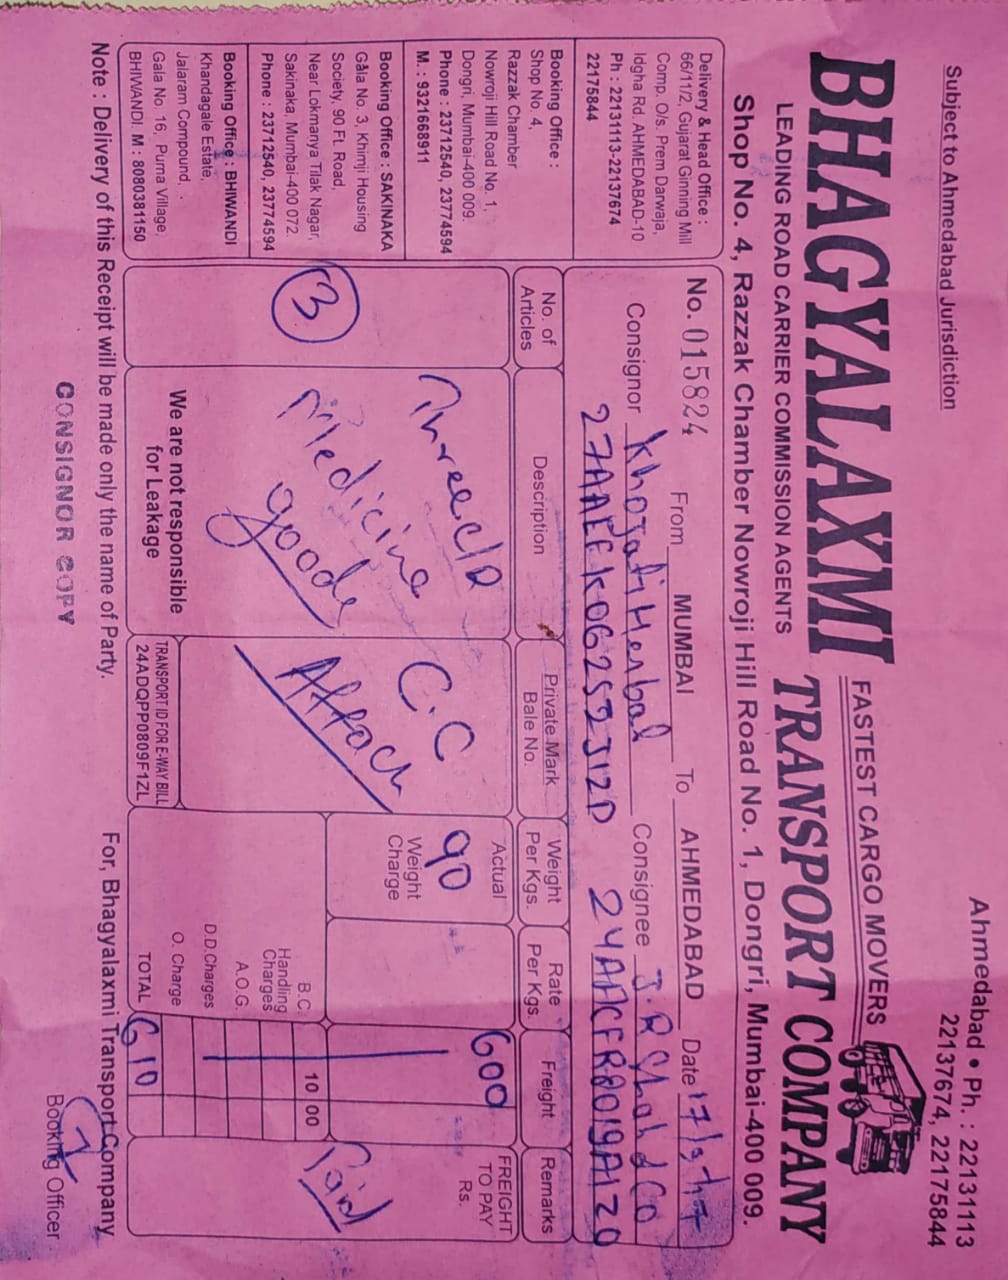 Subject to Ahmedabad Jurisdiction
Ahmedabad • Ph. : 22131113
22137674, 22175844
BHAGYALAXMI
FASTEST CARGO MOVERS
TRANSPORT COMPANY
LEADING ROAD CARRIER COMMISSION AGENTS
Shop No. 4, Razzak Chamber Nowroji Hill Road No. 1, Dongri, Mumbai-400 009.
Delivery & Head Office :
66/1/2, Gujarat Ginning Mill
Comp. O/s. Prem Darwaja,
Idgha Rd. AHMEDABAD-10
Ph : 22131113-22137674
22175844
Booking Office :
Shop No. 4,
Razzak Chamber
Nowroji Hill Road No. 1,
Dongri, Mumbai-400 009.
Phone : 23712540, 23774594
M. : 9321668911
Booking Office : SAKINAKA
Gala No. 3, Khimji Housing
Society, 90 Ft. Road,
Near Lokmanya Tilak Nagar,
Sakinaka, Mumbai-400 072.
Phone : 23712540, 23774594
Booking Office : BHIWANDI
Khandagale Estate,
Jalaram Compound,
Gala No. 16, Purna Village,
BHIWANDI. M : 8080381150
No. 015824 From MUMBAI To AHMEDABAD Date
Consignor Khojati Herbal Consignee J.R Shah & Co
No. of Articles
Description
Private Mark
Bale No.
Weight Per Kgs.
Rate Per Kgs.
Freight
Remarks
3
Three c/B
Medicine
goods
C.C
Attach
Actual
90
Weight
Charge
600
FREIGHT
TO PAY
Rs.
Paid
B.C. 10 00
Handling
Charges
A.O.G.
D.D.Charges
O. Charge
TOTAL 610
We are not responsible
for Leakage
TRANSPORT ID FOR E-WAY BILL
24ADQPP0809F1ZL
Note : Delivery of this Receipt will be made only the name of Party.
For, Bhagyalaxmi Transport Company
CONSIGNOR COPY
Booking Officer